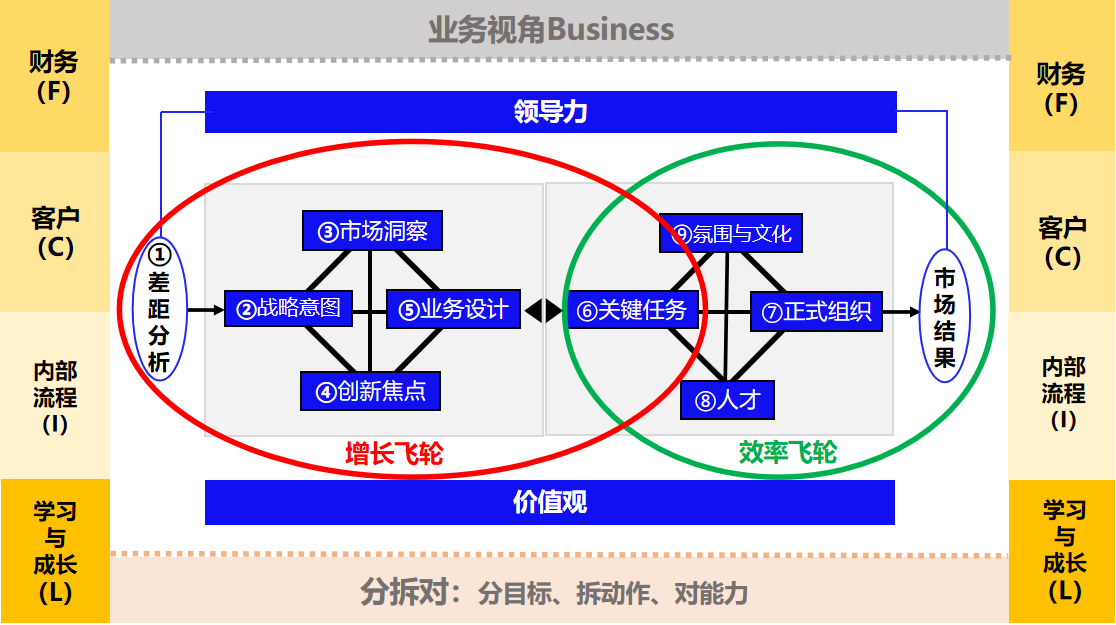 业务视角Business
财务
（F）
客户
（C）
内部
流程
（I）
学习
与
成长
（L）
领导力
①
差
距
分
析
③市场洞察
②战略意图
⑤业务设计
④创新焦点
增长飞轮
⑨氛围与文化
⑥关键任务
⑦正式组织
⑧人才
效率飞轮
市
场
结
果
价值观
分拆对：分目标、拆动作、对能力
财务
（F）
客户
（C）
内部
流程
（I）
学习
与
成长
（L）